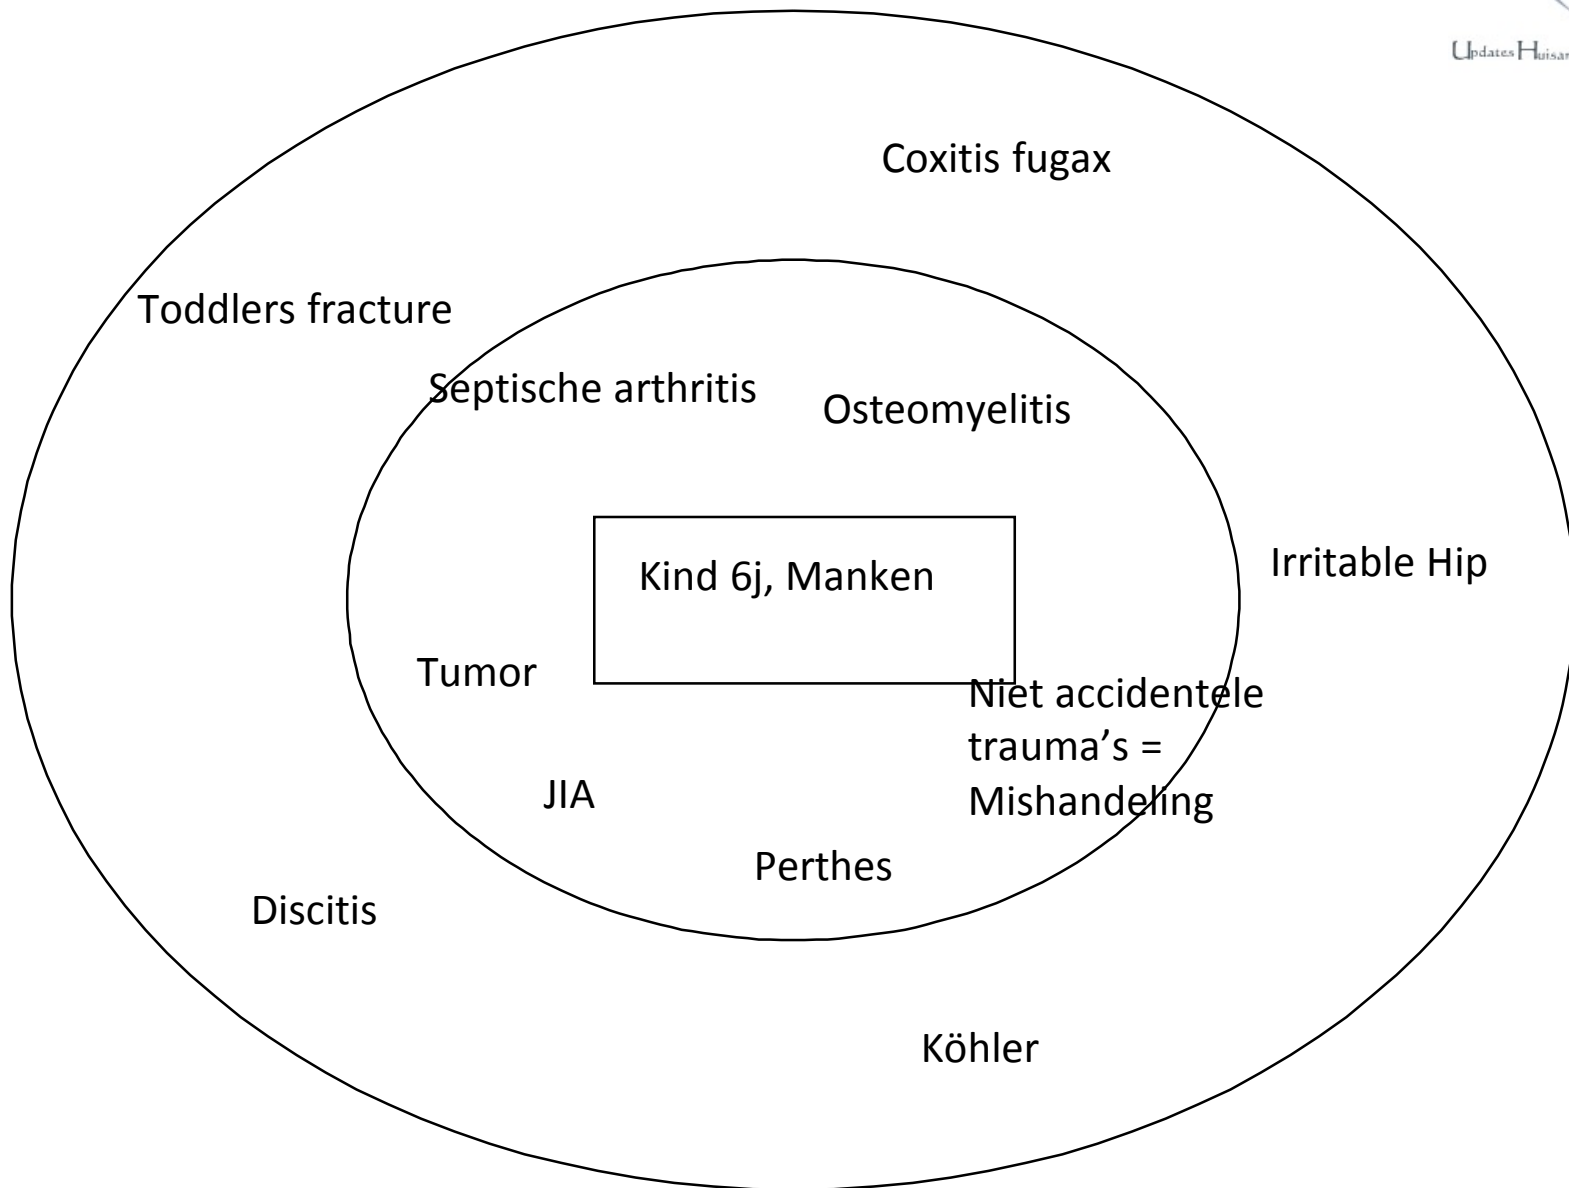 Updates
Coxitis fugax
Toddlers fracture
Septische arthritis
Osteomyelitis
Kind 6j, Manken
Irritable Hip
Tumor
Niet accidentele
trauma’s =
Mishandeling
JIA
Perthes
Discitis
Köhler